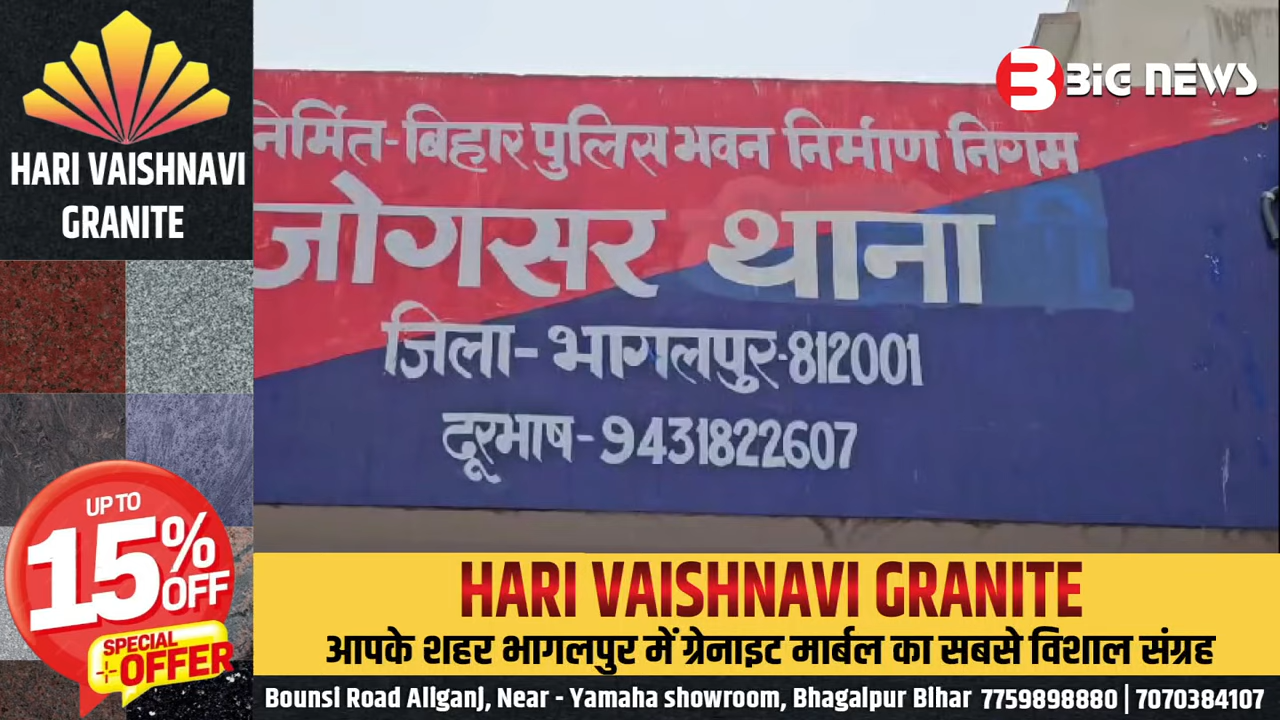 HARI VAISHNAVI
GRANITE
UP TO
15% OFF
SPECIAL
OFFER
3 BIG NEWS
निर्मित-बिहार पुलिस भवन निर्माण निगम
जोगसर थाना
जिला-भागलपुर-812001
दूरभाष-9431822607
HARI VAISHNAVI GRANITE
आपके शहर भागलपुर में ग्रेनाइट मार्बल का सबसे विशाल संग्रह
Bounsi Road Aliganj, Near - Yamaha showroom, Bhagalpur Bihar 7759898880 | 7070384107